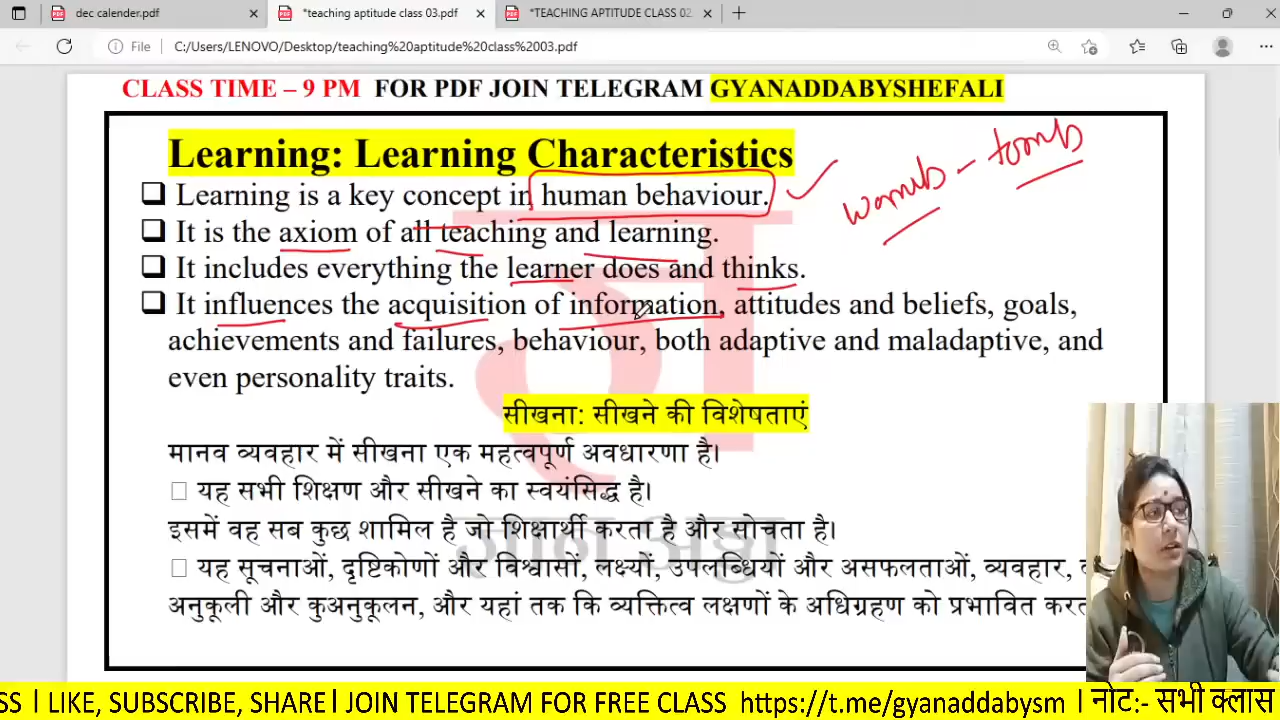 dec calender.pdf
*teaching aptitude class 03.pdf
*TEACHING APTITUDE CLASS 02
File
C:/Users/LENOVO/Desktop/teaching%20aptitude%20class%2003.pdf
CLASS TIME – 9 PM FOR PDF JOIN TELEGRAM GYANADDABYSHEFALI
Learning: Learning Characteristics
womb - tomb
Learning is a key concept in human behaviour.
It is the axiom of all teaching and learning.
It includes everything the learner does and thinks.
It influences the acquisition of information, attitudes and beliefs, goals,
achievements and failures, behaviour, both adaptive and maladaptive, and
even personality traits.
सीखना: सीखने की विशेषताएं
मानव व्यवहार में सीखना एक महत्वपूर्ण अवधारणा है।
यह सभी शिक्षण और सीखने का स्वयंसिद्ध है।
इसमें वह सब कुछ शामिल है जो शिक्षार्थी करता है और सोचता है।
यह सूचनाओं, दृष्टिकोणों और विश्वासों, लक्ष्यों, उपलब्धियों और असफलताओं, व्यवहार,
अनुकूली और कुअनुकूलन, और यहां तक कि व्यक्तित्व लक्षणों के अधिग्रहण को प्रभावित
ज्ञान अड्डा
SS । LIKE, SUBSCRIBE, SHARE। JOIN TELEGRAM FOR FREE CLASS https://t.me/gyanaddabysm । नोट:- सभी क्लास